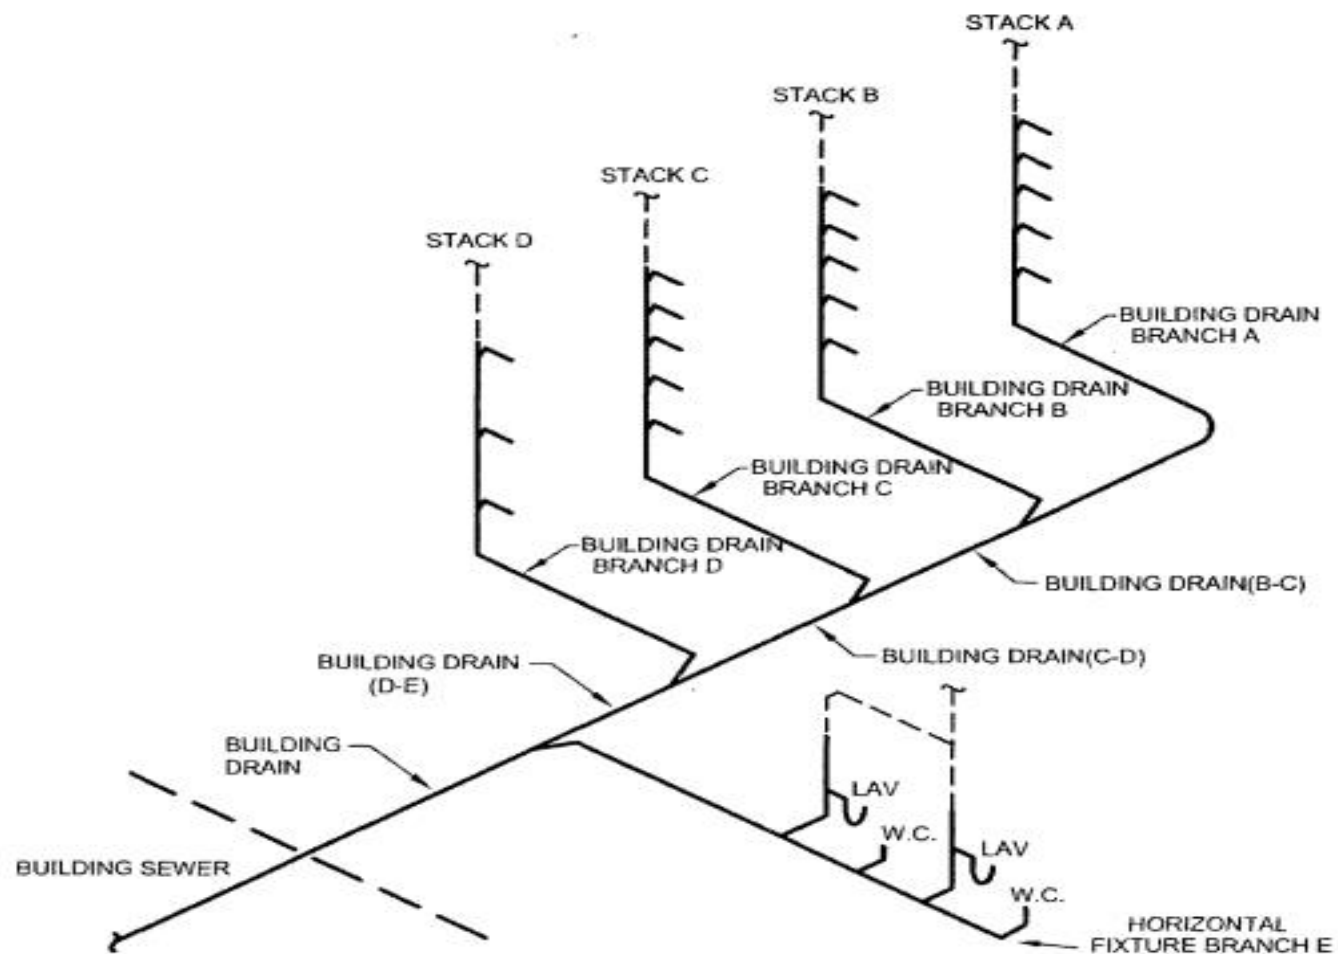 STACK A
STACK B
STACK C
STACK D
BUILDING DRAIN
BRANCH A
BUILDING DRAIN
BRANCH B
BUILDING DRAIN
BRANCH C
BUILDING DRAIN
BRANCH D
BUILDING DRAIN(B-C)
BUILDING DRAIN(C-D)
BUILDING DRAIN
(D-E)
BUILDING
DRAIN
LAV
W.C.
LAV
W.C.
BUILDING SEWER
HORIZONTAL
FIXTURE BRANCH E